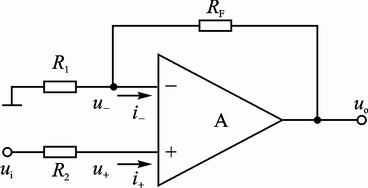 R_F
R_1
u_− i_− − A u_o
u_i R_2 u_+ i_+ +